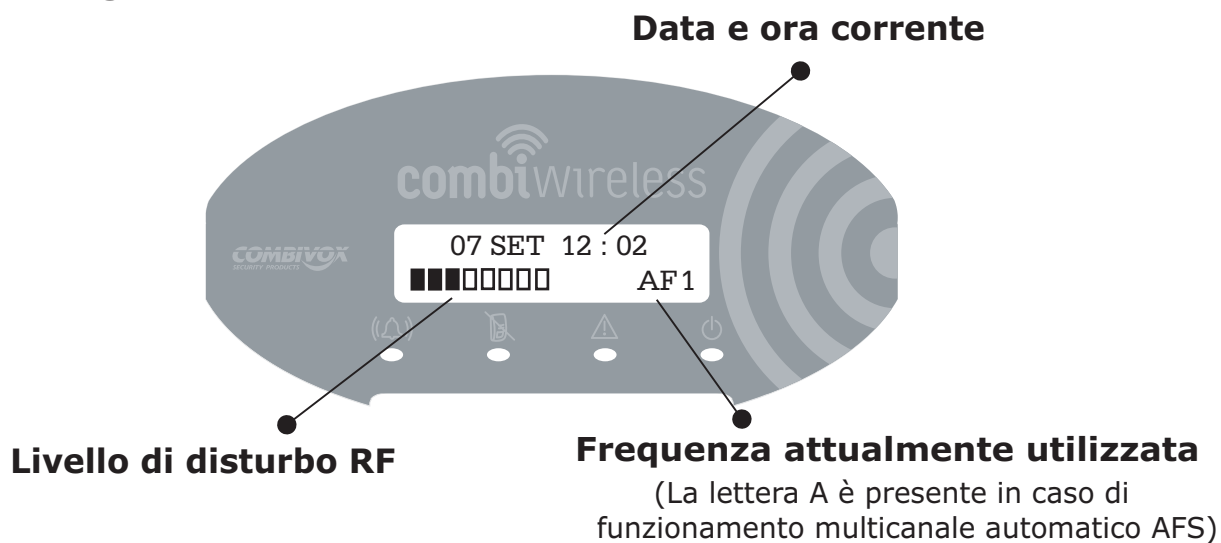 Data e ora corrente
combiwireless
COMBIVOX
SECURITY PRODUCTS
07 SET 12 : 02
AF1
Livello di disturbo RF
Frequenza attualmente utilizzata
(La lettera A è presente in caso di
funzionamento multicanale automatico AFS)